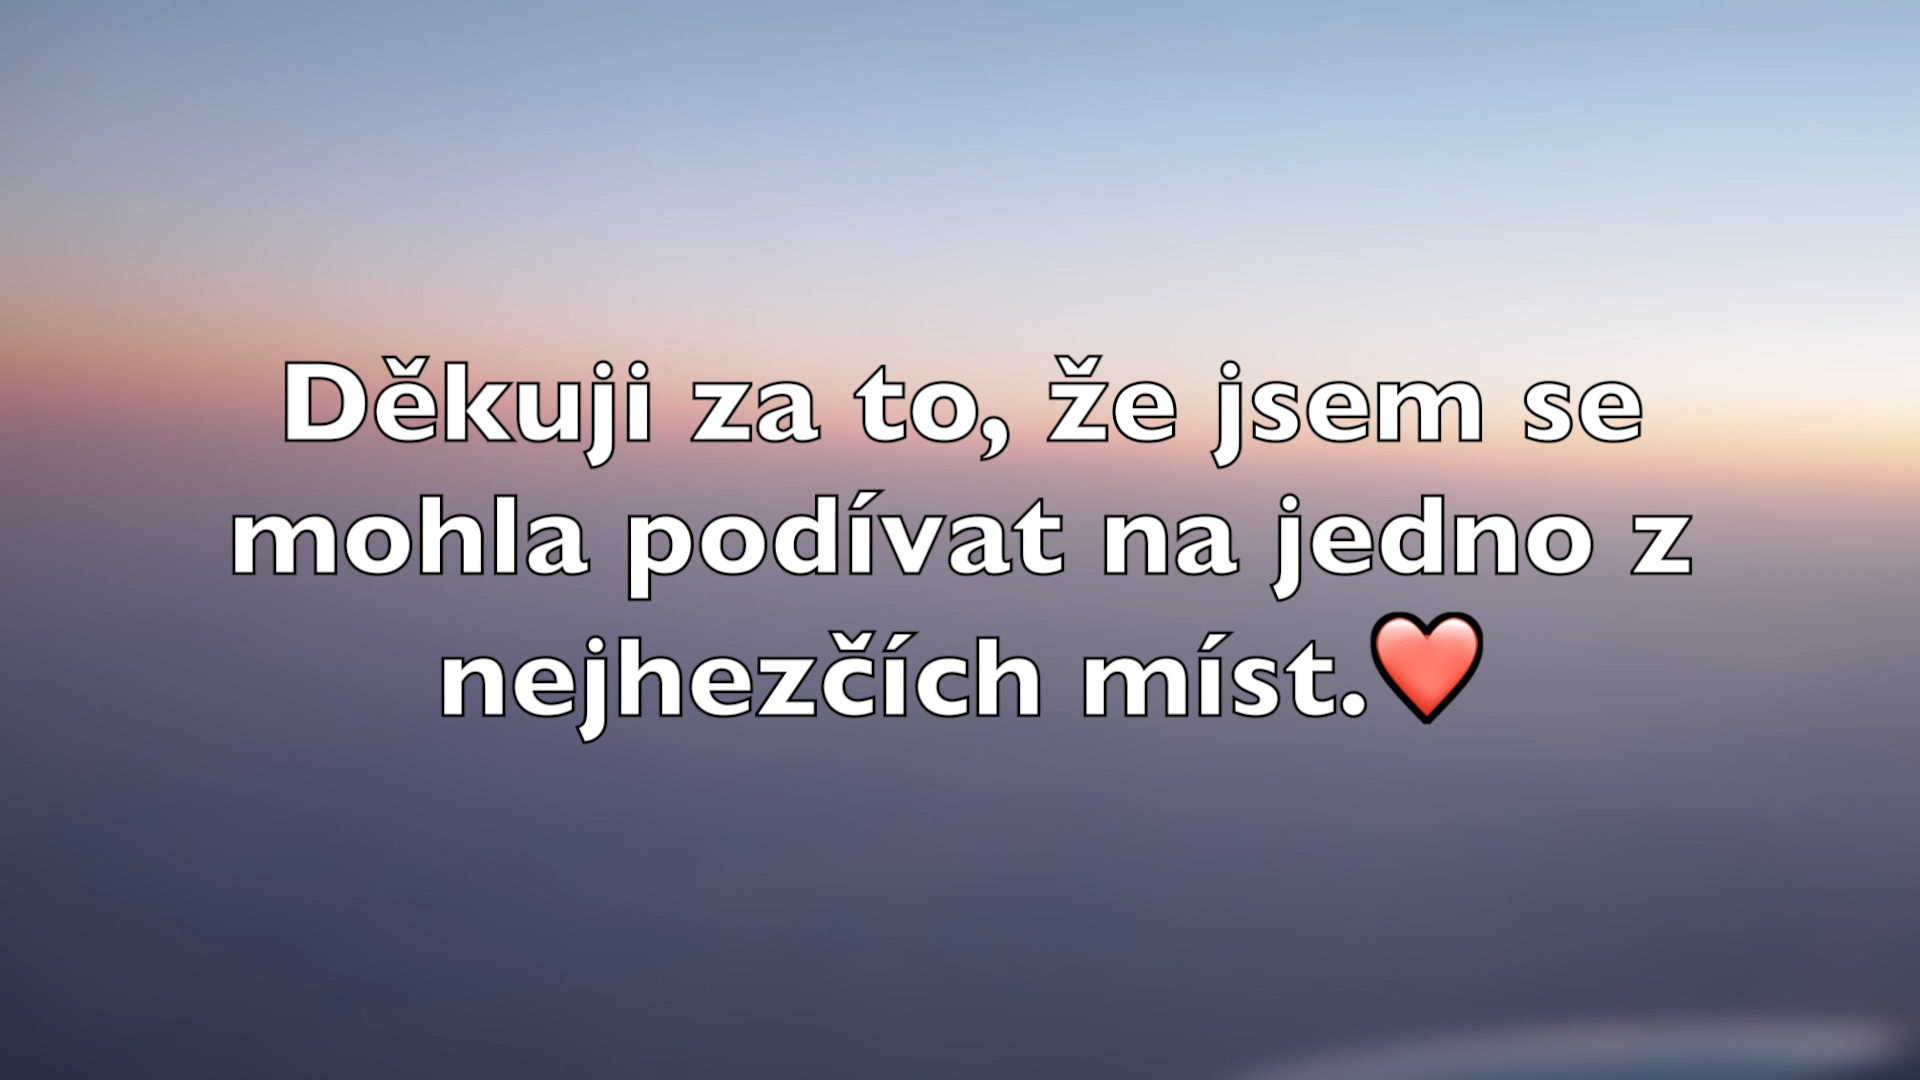 Děkuji za to, že jsem se
mohla podívat na jedno z
nejhezčích míst.❤️